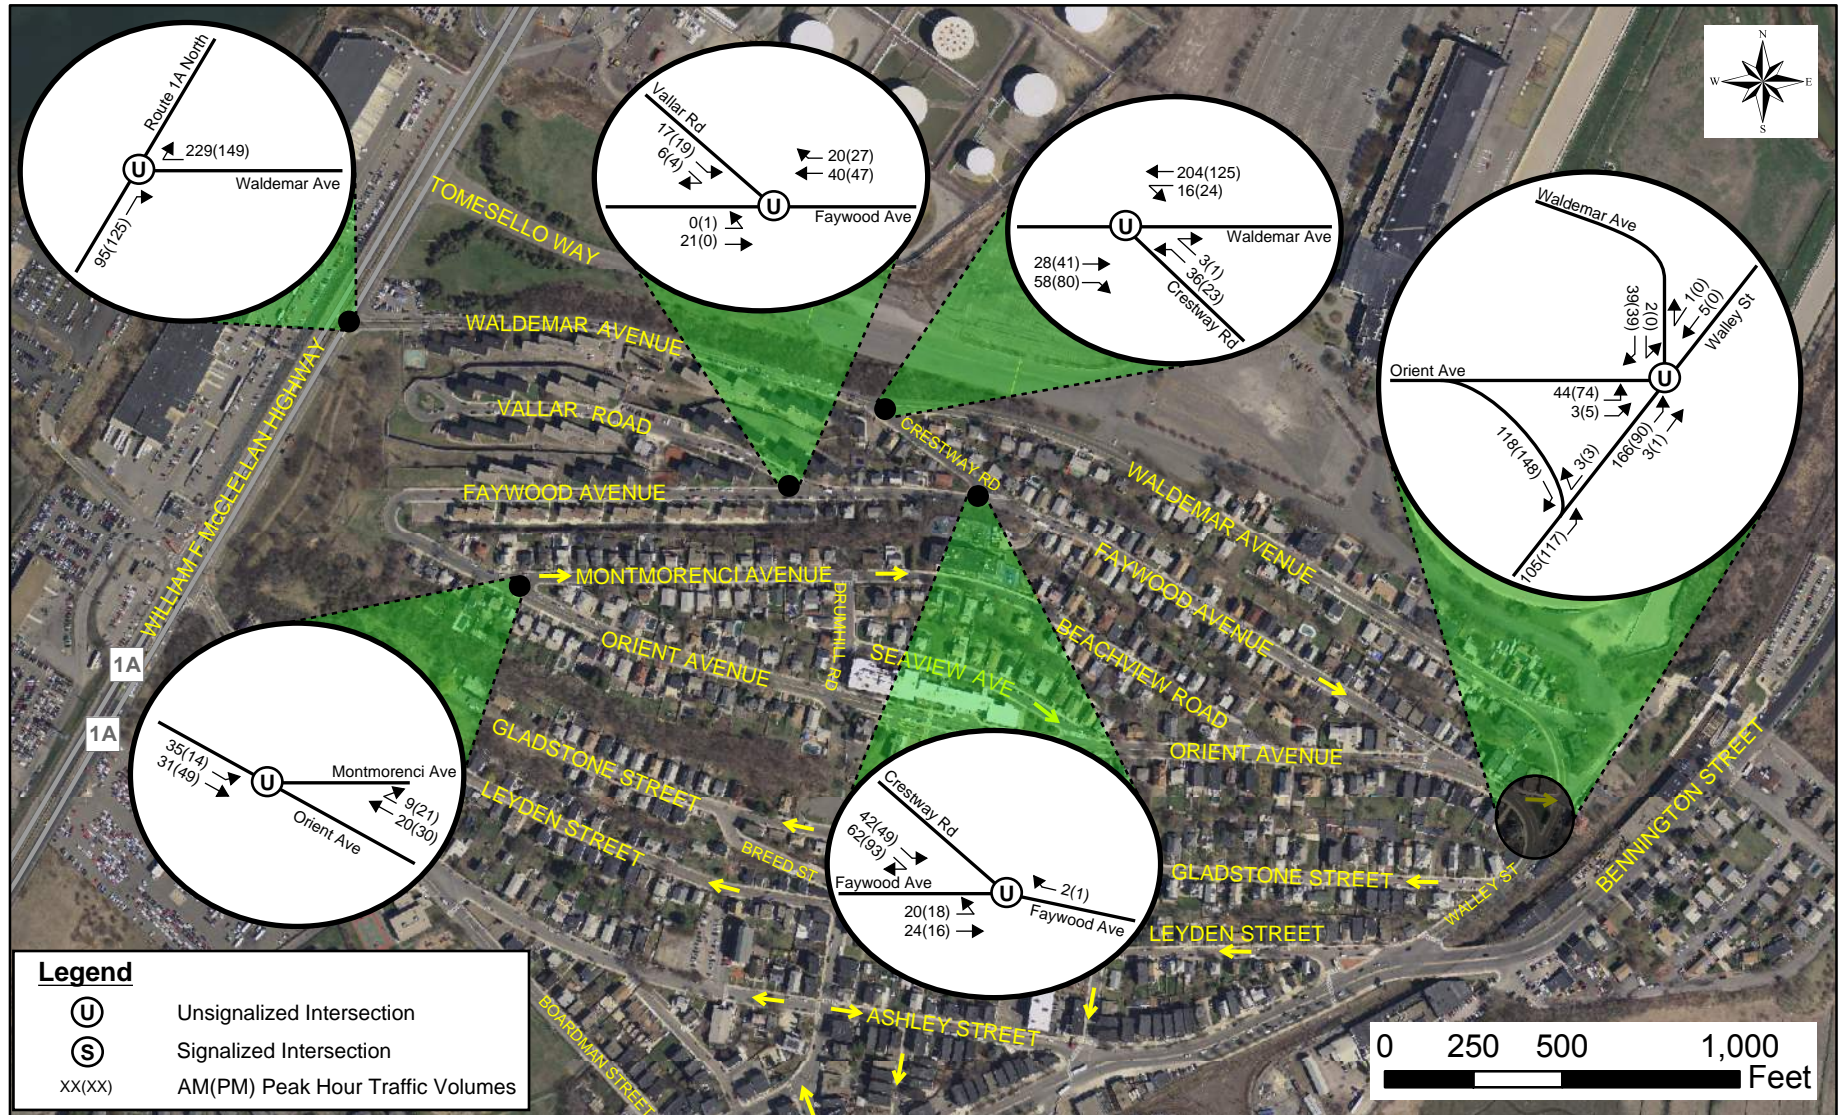 Route 1A North
229(149)
Waldemar Ave
95(125)
Vallar Rd
17(19)
6(4)
20(27)
40(47)
0(1)
21(0)
Faywood Ave
204(125)
16(24)
Waldemar Ave
28(41)
58(80)
3(1)
36(23)
Crestway Rd
N
W
E
S
Waldemar Ave
39(39)
2(0)
1(0)
5(0)
Walley St
Orient Ave
44(74)
3(5)
118(148)
3(3)
166(90)
3(1)
105(117)
TOMESELLO WAY
WALDEMAR AVENUE
VALLAR ROAD
FAYWOOD AVENUE
CRESTWAY RD
WALDEMAR AVENUE
WILLIAM F McCLELLAN HIGHWAY
MONTMORENCI AVENUE
FAYWOOD AVENUE
DRUMHILL RD
BEACHVIEW ROAD
ORIENT AVENUE
SEAVIEW AVE
1A
1A
GLADSTONE STREET
ORIENT AVENUE
LEYDEN STREET
BREED ST
GLADSTONE STREET
WALLEY ST
BENNINGTON STREET
LEYDEN STREET
ASHLEY STREET
BOARDMAN STREET
35(14)
31(49)
Montmorenci Ave
9(21)
20(30)
Orient Ave
Crestway Rd
42(49)
62(93)
Faywood Ave
2(1)
20(18)
24(16)
Faywood Ave
U
U
U
U
U
U
Legend
U Unsignalized Intersection
S Signalized Intersection
XX(XX) AM(PM) Peak Hour Traffic Volumes
0 250 500 1,000
Feet